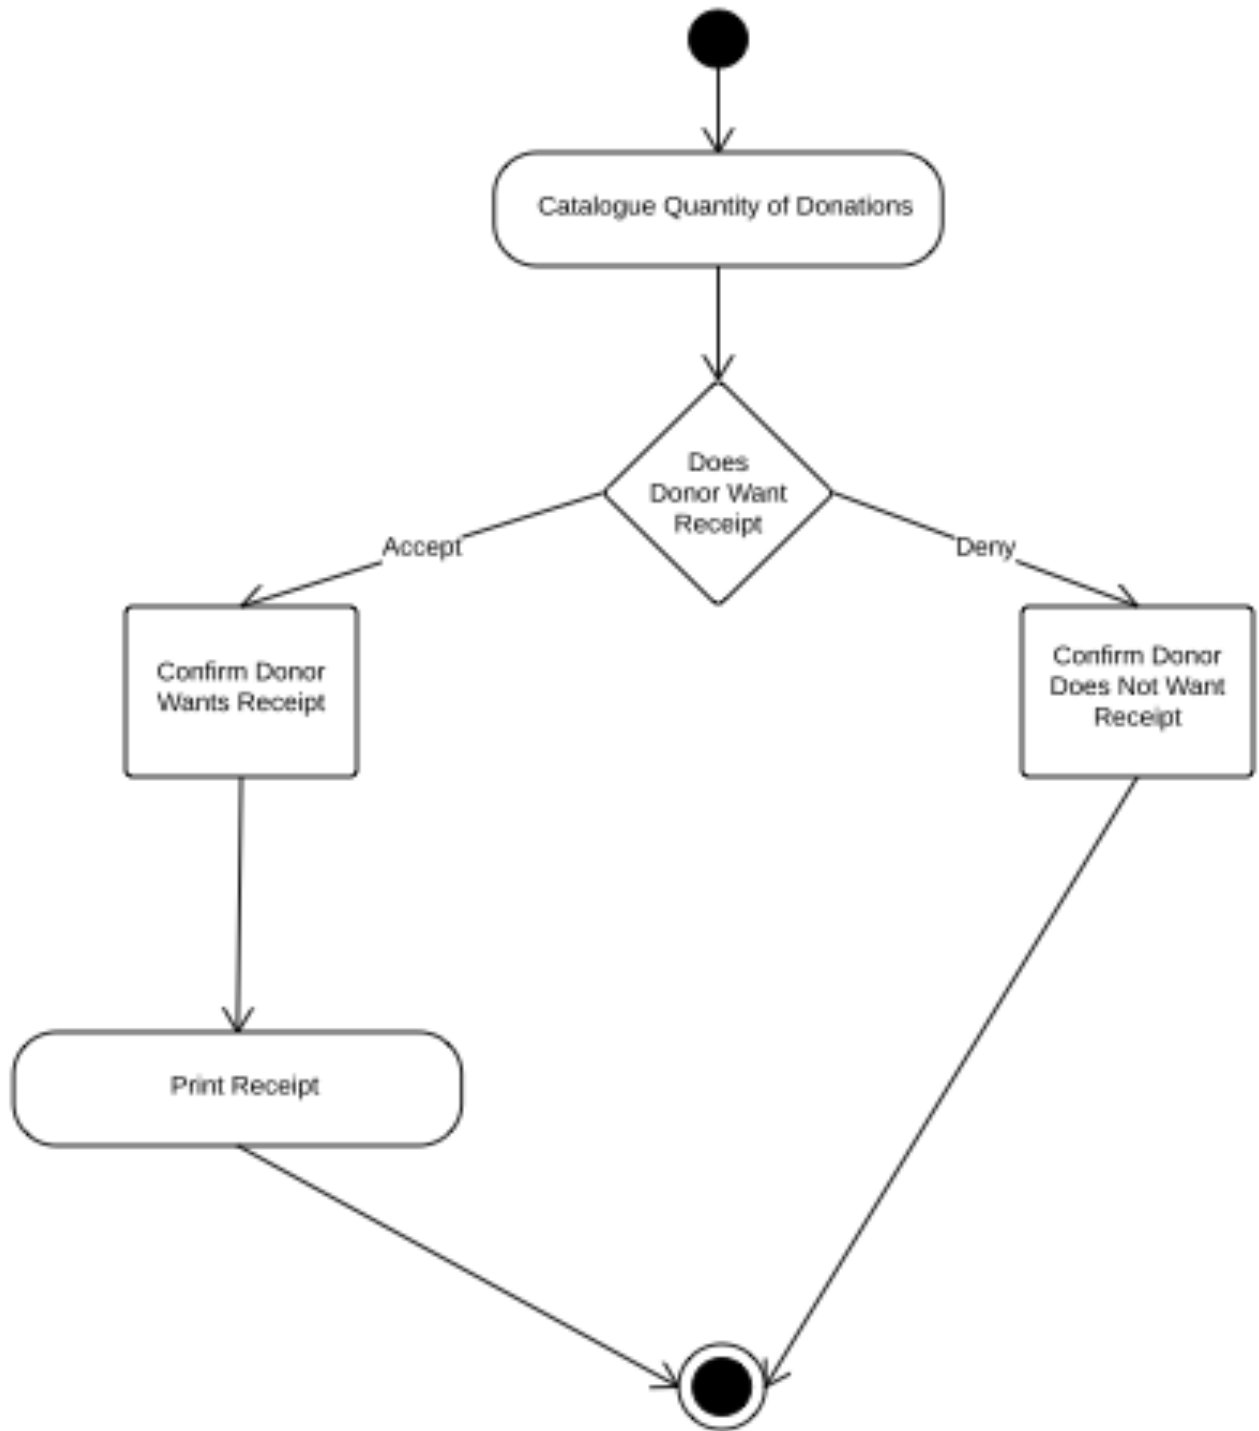 Catalogue Quantity of Donations
Does
Donor Want
Receipt
Accept
Deny
Confirm Donor
Wants Receipt
Confirm Donor
Does Not Want
Receipt
Print Receipt